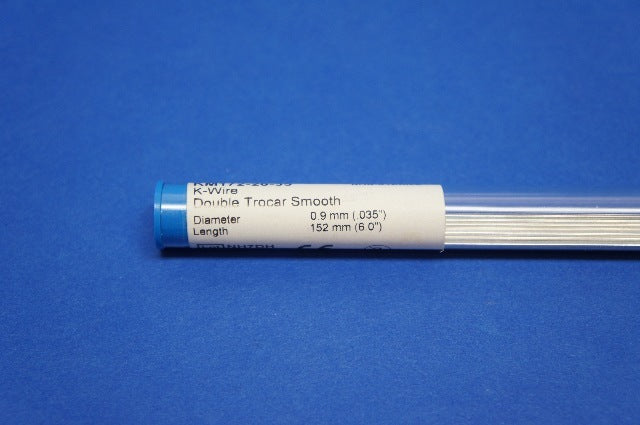 K-Wire
Double Trocar Smooth
Diameter 0.9 mm (.035")
Length 152 mm (6.0")